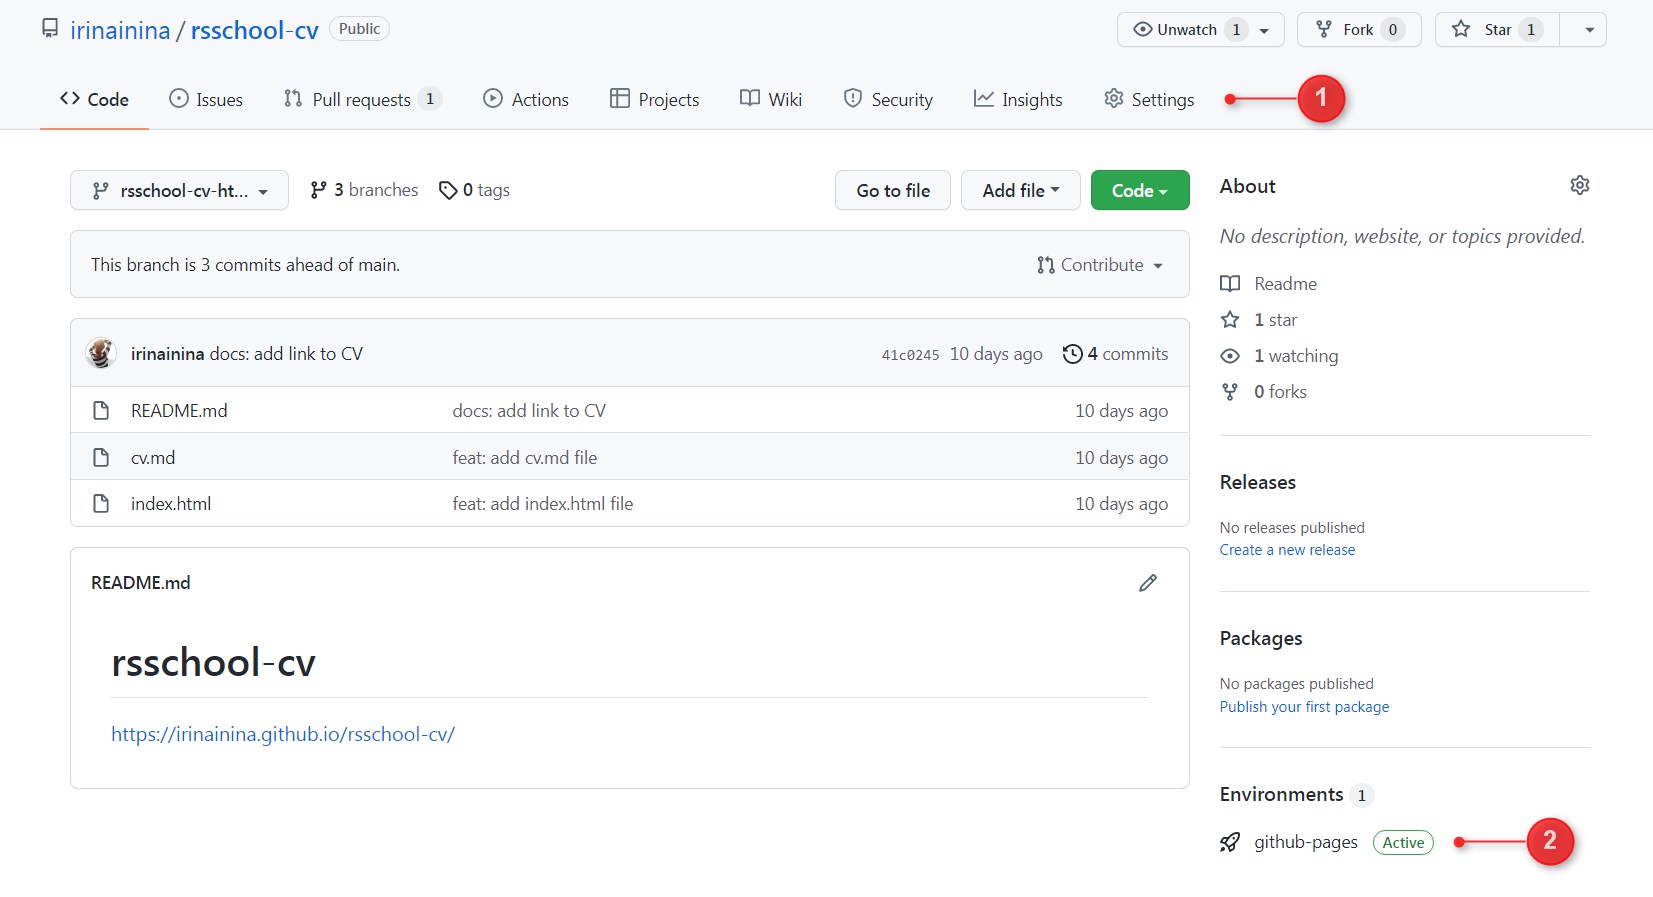 irinainina / rsschool-cv Public Unwatch 1 Fork 0 Star 1
Code Issues Pull requests 1 Actions Projects Wiki Security Insights Settings 1
rsschool-cv-ht... 3 branches 0 tags Go to file Add file Code
This branch is 3 commits ahead of main. Contribute
irinainina docs: add link to CV 41c0245 10 days ago 4 commits
README.md docs: add link to CV 10 days ago
cv.md feat: add cv.md file 10 days ago
index.html feat: add index.html file 10 days ago
README.md
rsschool-cv
https://irinainina.github.io/rsschool-cv/
About
No description, website, or topics provided.
Readme
1 star
1 watching
0 forks
Releases
No releases published
Create a new release
Packages
No packages published
Publish your first package
Environments 1
github-pages Active 2